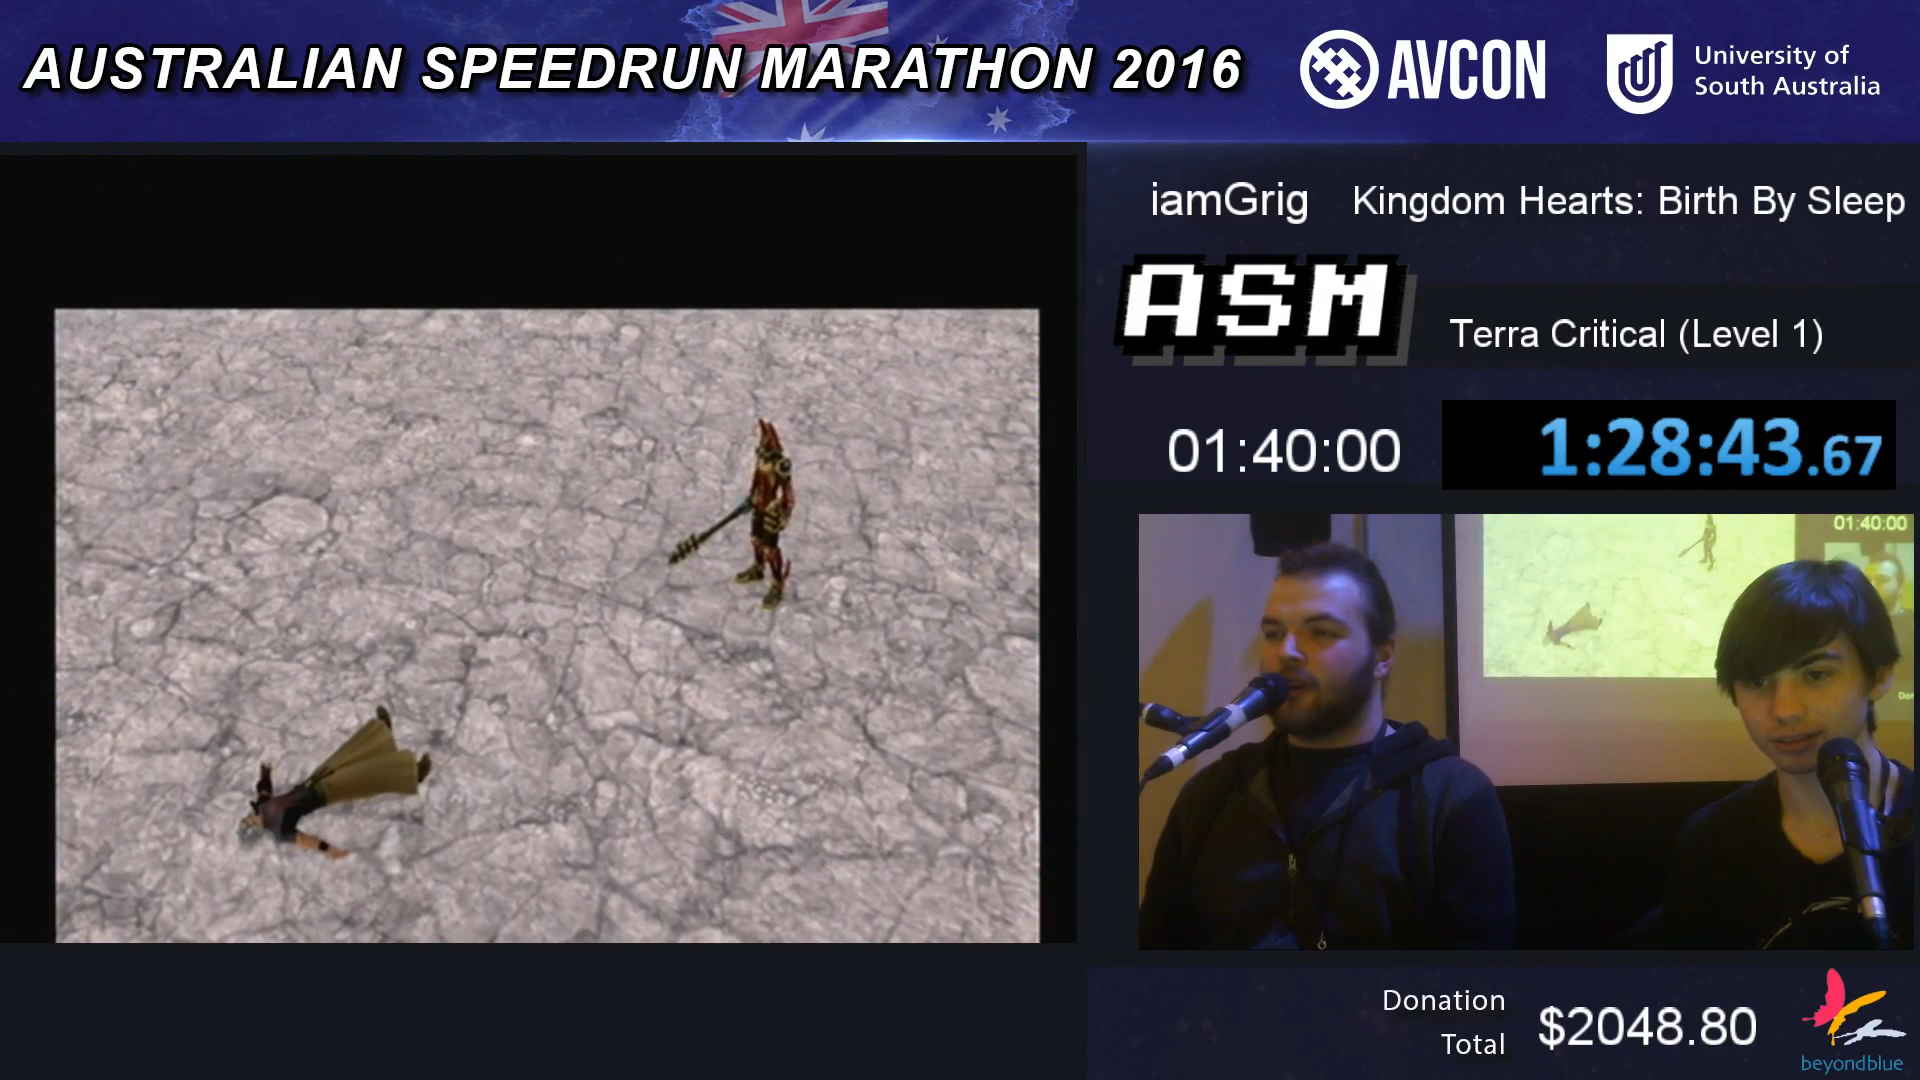 AUSTRALIAN SPEEDRUN MARATHON 2016
AVCON
University of
South Australia
iamGrig
Kingdom Hearts: Birth By Sleep
ASM
Terra Critical (Level 1)
01:40:00
1:28:43.67
01:40:00
Donation
Total
$2048.80
beyondblue